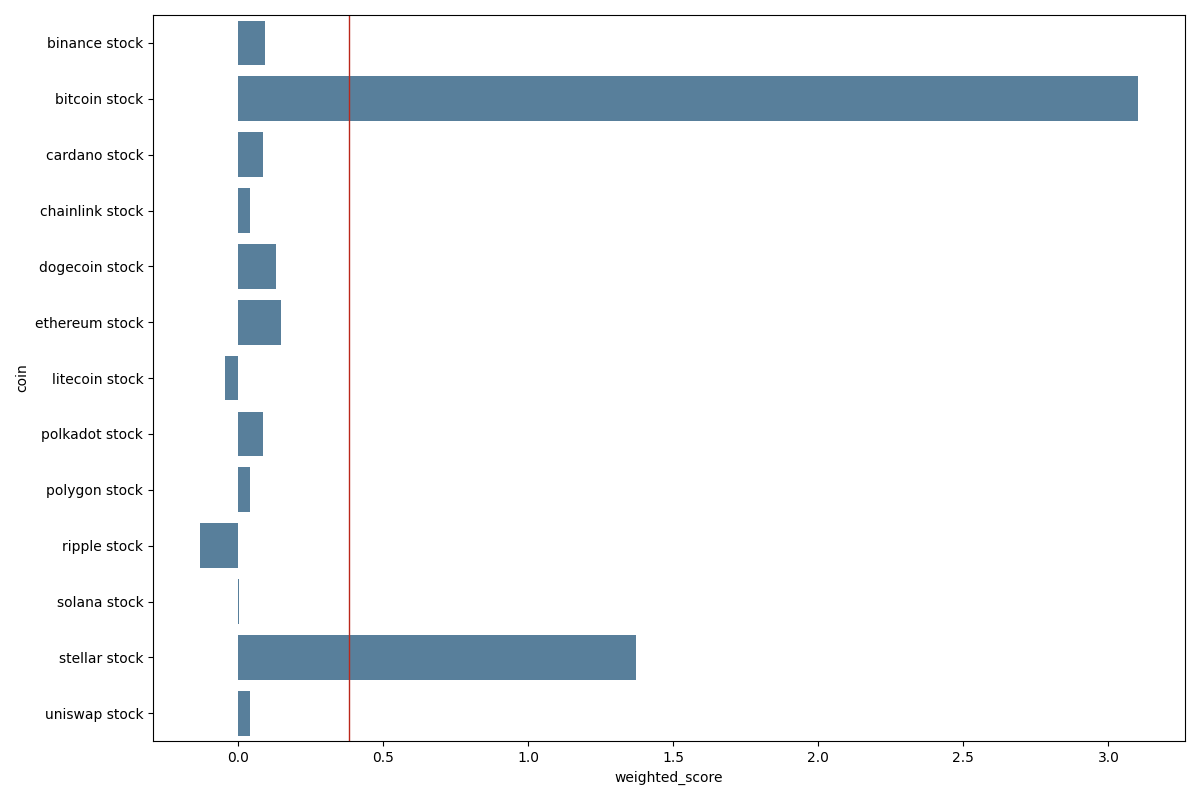 binance stock
bitcoin stock
cardano stock
chainlink stock
dogecoin stock
ethereum stock
litecoin stock
polkadot stock
polygon stock
ripple stock
solana stock
stellar stock
uniswap stock
coin
0.0 0.5 1.0 1.5 2.0 2.5 3.0
weighted_score